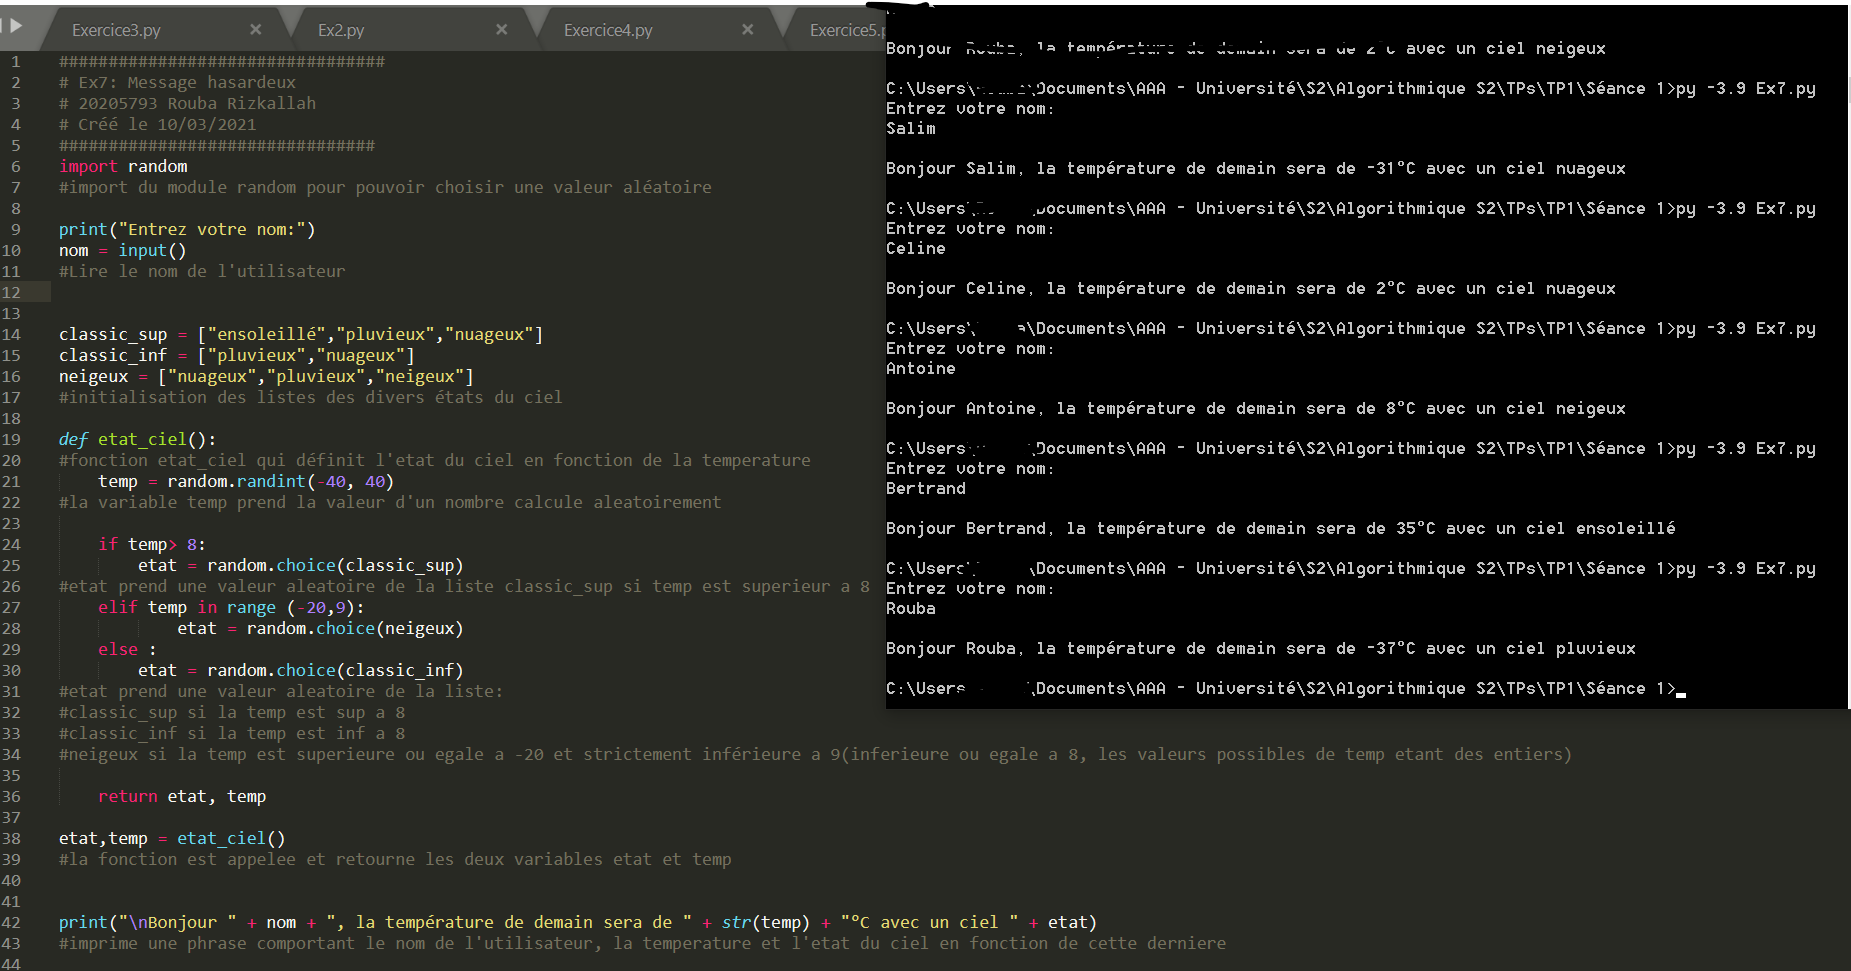 Exercice3.py × Ex2.py × Exercice4.py × Exercice5.p
1 #################################
2 # Ex7: Message hasardeux
3 # 20205793 Rouba Rizkallah
4 # Créé le 10/03/2021
5 ################################
6 import random
7 #import du module random pour pouvoir choisir une valeur aléatoire
8
9 print("Entrez votre nom:")
10 nom = input()
11 #Lire le nom de l'utilisateur
12
13
14 classic_sup = ["ensoleillé","pluvieux","nuageux"]
15 classic_inf = ["pluvieux","nuageux"]
16 neigeux = ["nuageux","pluvieux","neigeux"]
17 #initialisation des listes des divers états du ciel
18
19 def etat_ciel():
20 #fonction etat_ciel qui définit l'etat du ciel en fonction de la temperature
21     temp = random.randint(-40, 40)
22 #la variable temp prend la valeur d'un nombre calcule aleatoirement
23
24     if temp> 8:
25         etat = random.choice(classic_sup)
26 #etat prend une valeur aleatoire de la liste classic_sup si temp est superieur a 8
27     elif temp in range (-20,9):
28             etat = random.choice(neigeux)
29     else :
30         etat = random.choice(classic_inf)
31 #etat prend une valeur aleatoire de la liste:
32 #classic_sup si la temp est sup a 8
33 #classic_inf si la temp est inf a 8
34 #neigeux si la temp est superieure ou egale a -20 et strictement inférieure a 9(inferieure ou egale a 8, les valeurs possibles de temp etant des entiers)
35
36     return etat, temp
37
38 etat,temp = etat_ciel()
39 #la fonction est appelee et retourne les deux variables etat et temp
40
41
42 print("\nBonjour " + nom + ", la température de demain sera de " + str(temp) + "°C avec un ciel " + etat)
43 #imprime une phrase comportant le nom de l'utilisateur, la temperature et l'etat du ciel en fonction de cette derniere
44
Bonjour Rouba, la température de demain sera de 2°C avec un ciel neigeux
C:\Users\ \Documents\AAA - Université\S2\Algorithmique S2\TPs\TP1\Séance 1>py -3.9 Ex7.py
Entrez votre nom:
Salim
Bonjour Salim, la température de demain sera de -31°C avec un ciel nuageux
C:\Users\ Documents\AAA - Université\S2\Algorithmique S2\TPs\TP1\Séance 1>py -3.9 Ex7.py
Entrez votre nom:
Celine
Bonjour Celine, la température de demain sera de 2°C avec un ciel nuageux
C:\Users\ \Documents\AAA - Université\S2\Algorithmique S2\TPs\TP1\Séance 1>py -3.9 Ex7.py
Entrez votre nom:
Antoine
Bonjour Antoine, la température de demain sera de 8°C avec un ciel neigeux
C:\Users \Documents\AAA - Université\S2\Algorithmique S2\TPs\TP1\Séance 1>py -3.9 Ex7.py
Entrez votre nom:
Bertrand
Bonjour Bertrand, la température de demain sera de 35°C avec un ciel ensoleillé
C:\Users \Documents\AAA - Université\S2\Algorithmique S2\TPs\TP1\Séance 1>py -3.9 Ex7.py
Entrez votre nom:
Rouba
Bonjour Rouba, la température de demain sera de -37°C avec un ciel pluvieux
C:\Users \Documents\AAA - Université\S2\Algorithmique S2\TPs\TP1\Séance 1>